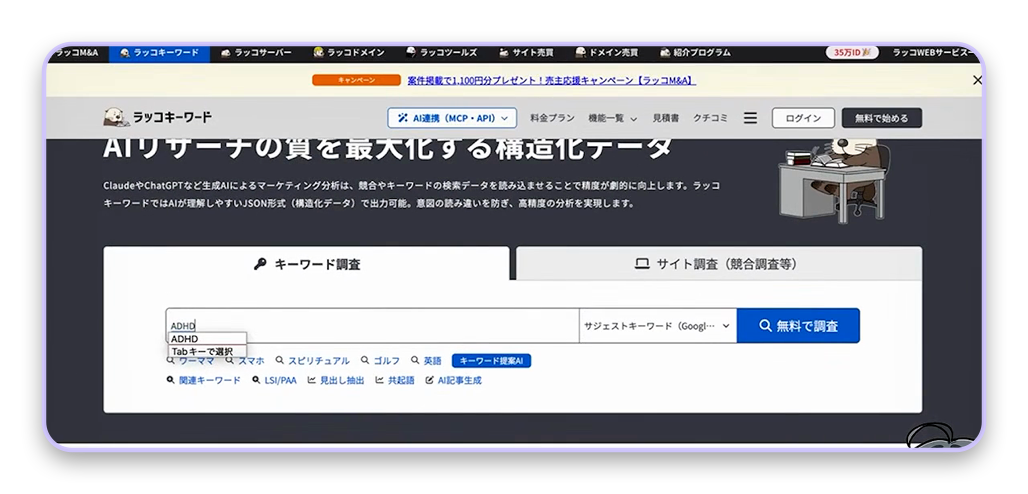 ラッコM&A ラッコキーワード ラッコサーバー ラッコドメイン ラッコツールズ サイト売買 ドメイン売買 紹介プログラム 35万ID ラッコWEBサービス
キャンペーン 案件掲載で1,100円分プレゼント！売主応援キャンペーン【ラッコM&A】
ラッコキーワード AI連携（MCP・API） 料金プラン 機能一覧 見積書 クチコミ ログイン 無料で始める
AIリサーチの質を最大化する構造化データ
ClaudeやChatGPTなど生成AIによるマーケティング分析は、競合やキーワードの検索データを読み込ませることで精度が劇的に向上します。ラッコ
キーワードではAIが理解しやすいJSON形式（構造化データ）で出力可能。意図の読み違いを防ぎ、高精度の分析を実現します。
キーワード調査 サイト調査（競合調査等）
ADHD サジェストキーワード（Googl… 無料で調査
ADHD
Tabキーで選択
ワーママ スマホ スピリチュアル ゴルフ 英語 キーワード提案AI
関連キーワード LSI/PAA 見出し抽出 共起語 AI記事生成